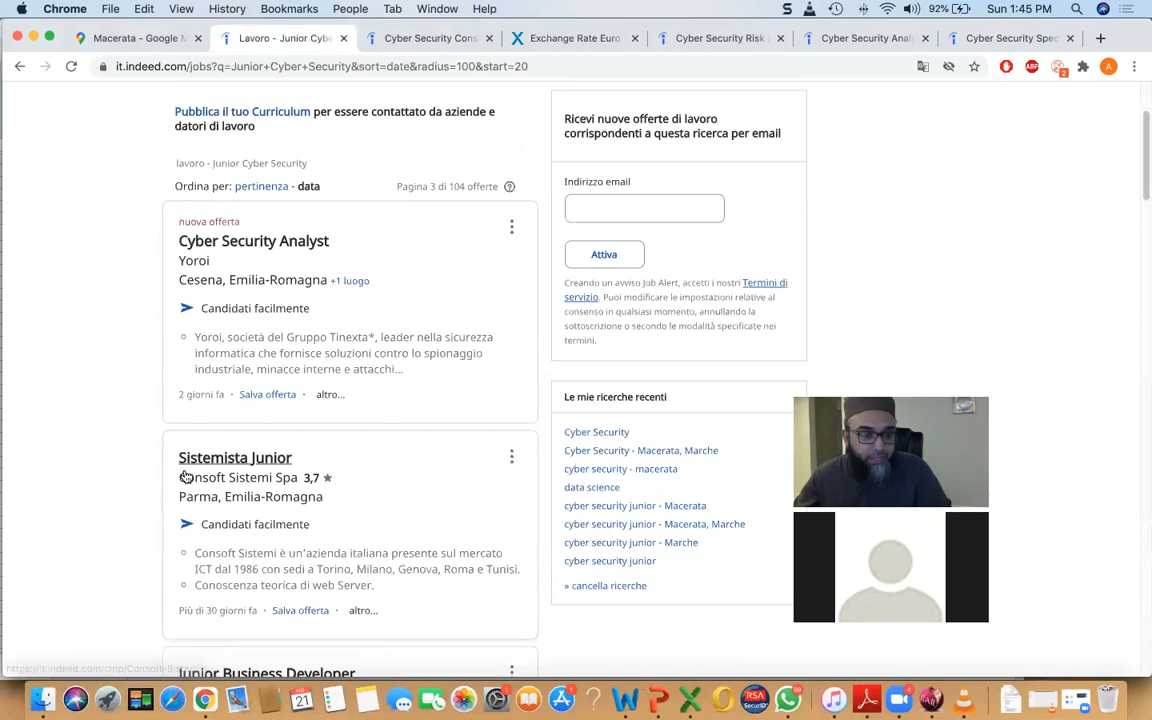 Chrome File Edit View History Bookmarks People Tab Window Help 92% Sun 1:45 PM
Macerata - Google M
Lavoro - Junior Cybe
Cyber Security Cons
Exchange Rate Euro
Cyber Security Risk
Cyber Security Anal
Cyber Security Spec
it.indeed.com/jobs?q=Junior+Cyber+Security&sort=date&radius=100&start=20
Pubblica il tuo Curriculum per essere contattato da aziende e
datori di lavoro
lavoro - Junior Cyber Security
Ordina per: pertinenza - data
Pagina 3 di 104 offerte
nuova offerta
Cyber Security Analyst
Yoroi
Cesena, Emilia-Romagna +1 luogo
Candidati facilmente
Yoroi, società del Gruppo Tinexta*, leader nella sicurezza
informatica che fornisce soluzioni contro lo spionaggio
industriale, minacce interne e attacchi...
2 giorni fa · Salva offerta · altro...
Sistemista Junior
Consoft Sistemi Spa 3,7
Parma, Emilia-Romagna
Candidati facilmente
Consoft Sistemi è un'azienda italiana presente sul mercato
ICT dal 1986 con sedi a Torino, Milano, Genova, Roma e Tunisi.
Conoscenza teorica di web Server.
Più di 30 giorni fa · Salva offerta · altro...
Junior Business Developer
Ricevi nuove offerte di lavoro
corrispondenti a questa ricerca per email
Indirizzo email
Attiva
Creando un avviso Job Alert, accetti i nostri Termini di
servizio. Puoi modificare le impostazioni relative al
consenso in qualsiasi momento, annullando la
sottoscrizione o secondo le modalità specificate nei
termini.
Le mie ricerche recenti
Cyber Security
Cyber Security - Macerata, Marche
cyber security - macerata
data science
cyber security junior - Macerata
cyber security junior - Macerata, Marche
cyber security junior - Marche
cyber security junior
» cancella ricerche